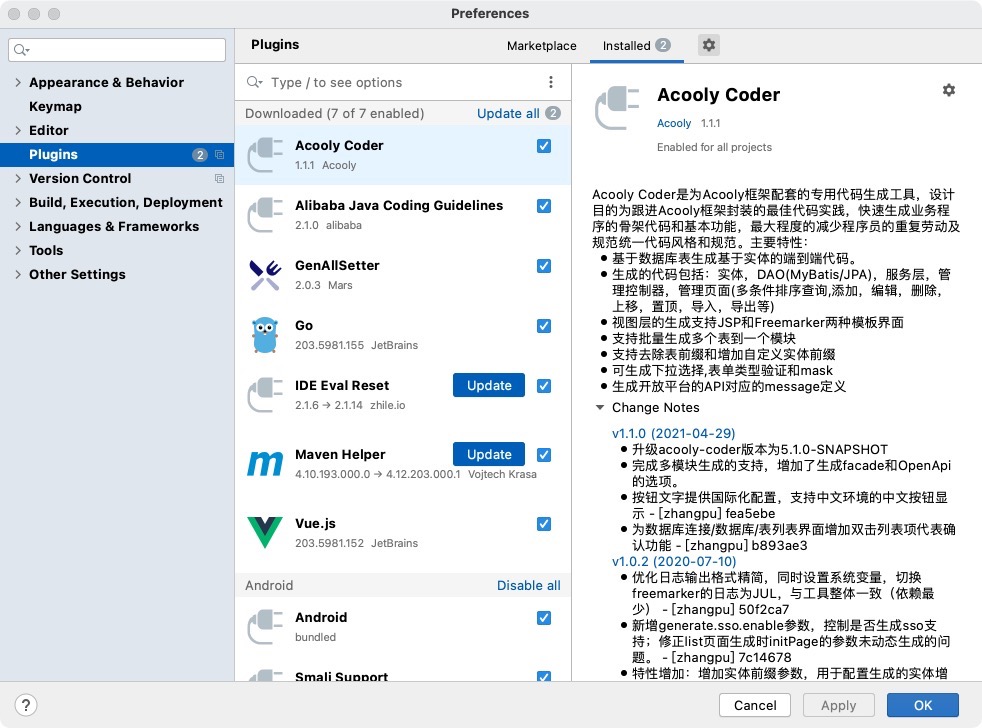 Preferences
Appearance & Behavior
Keymap
Editor
Plugins 2
Version Control
Build, Execution, Deployment
Languages & Frameworks
Tools
Other Settings
Plugins
Marketplace
Installed 2
Type / to see options
Downloaded (7 of 7 enabled)
Update all 2
Acooly Coder
1.1.1 Acooly
Alibaba Java Coding Guidelines
2.1.0 alibaba
GenAllSetter
2.0.3 Mars
Go
203.5981.155 JetBrains
IDE Eval Reset
Update
2.1.6 → 2.1.14 zhile.io
Maven Helper
Update
4.10.193.000.0 → 4.12.203.000.1 Vojtech Krasa
Vue.js
203.5981.152 JetBrains
Android
Disable all
Android
bundled
Smali Support
Acooly Coder
Acooly 1.1.1
Enabled for all projects
Acooly Coder是为Acooly框架配套的专用代码生成工具，设计
目的为跟进Acooly框架封装的最佳代码实践，快速生成业务程
序的骨架代码和基本功能，最大程度的减少程序员的重复劳动及
规范统一代码风格和规范。主要特性：
● 基于数据库表生成基于实体的端到端代码。
● 生成的代码包括：实体，DAO(MyBatis/JPA)，服务层，管
理控制器，管理页面(多条件排序查询,添加，编辑，删除，
上移，置顶，导入，导出等)
● 视图层的生成支持JSP和Freemarker两种模板界面
● 支持批量生成多个表到一个模块
● 支持去除表前缀和增加自定义实体前缀
● 可生成下拉选择,表单类型验证和mask
● 生成开放平台的API对应的message定义
Change Notes
v1.1.0 (2021-04-29)
● 升级acooly-coder版本为5.1.0-SNAPSHOT
● 完成多模块生成的支持，增加了生成facade和OpenApi
的选项。
● 按钮文字提供国际化配置，支持中文环境的中文按钮显
示 - [zhangpu] fea5ebe
● 为数据库连接/数据库/表列表界面增加双击列表项代表确
认功能 - [zhangpu] b893ae3
v1.0.2 (2020-07-10)
● 优化日志输出格式精简，同时设置系统变量，切换
freemarker的日志为JUL，与工具整体一致（依赖最
少） - [zhangpu] 50f2ca7
● 新增generate.sso.enable参数，控制是否生成sso支
持；修正list页面生成时initPage的参数未动态生成的问
题。 - [zhangpu] 7c14678
● 特性增加：增加实体前缀参数，用于配置生成的实体增
?
Cancel
Apply
OK